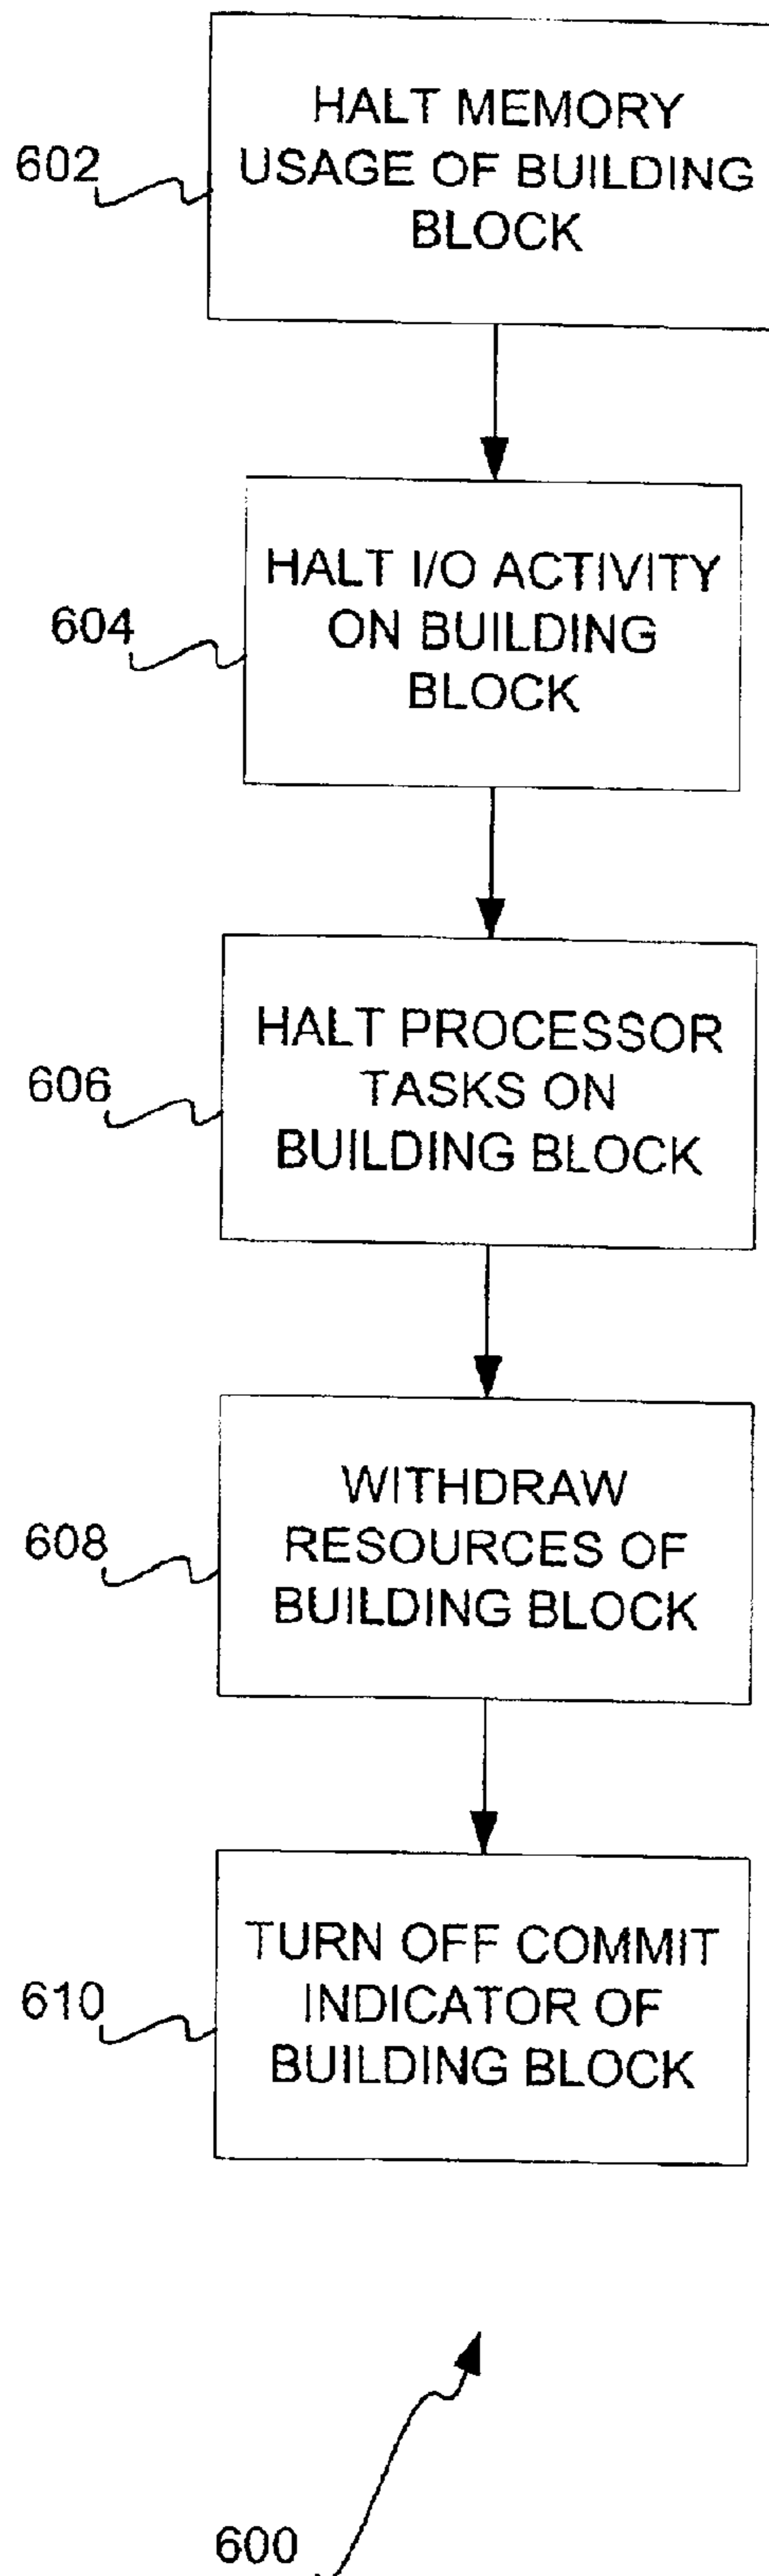 HALT MEMORY
USAGE OF BUILDING
BLOCK
602
HALT I/O ACTIVITY
ON BUILDING
BLOCK
604
HALT PROCESSOR
TASKS ON
BUILDING BLOCK
606
WITHDRAW
RESOURCES OF
BUILDING BLOCK
608
TURN OFF COMMIT
INDICATOR OF
BUILDING BLOCK
610
600